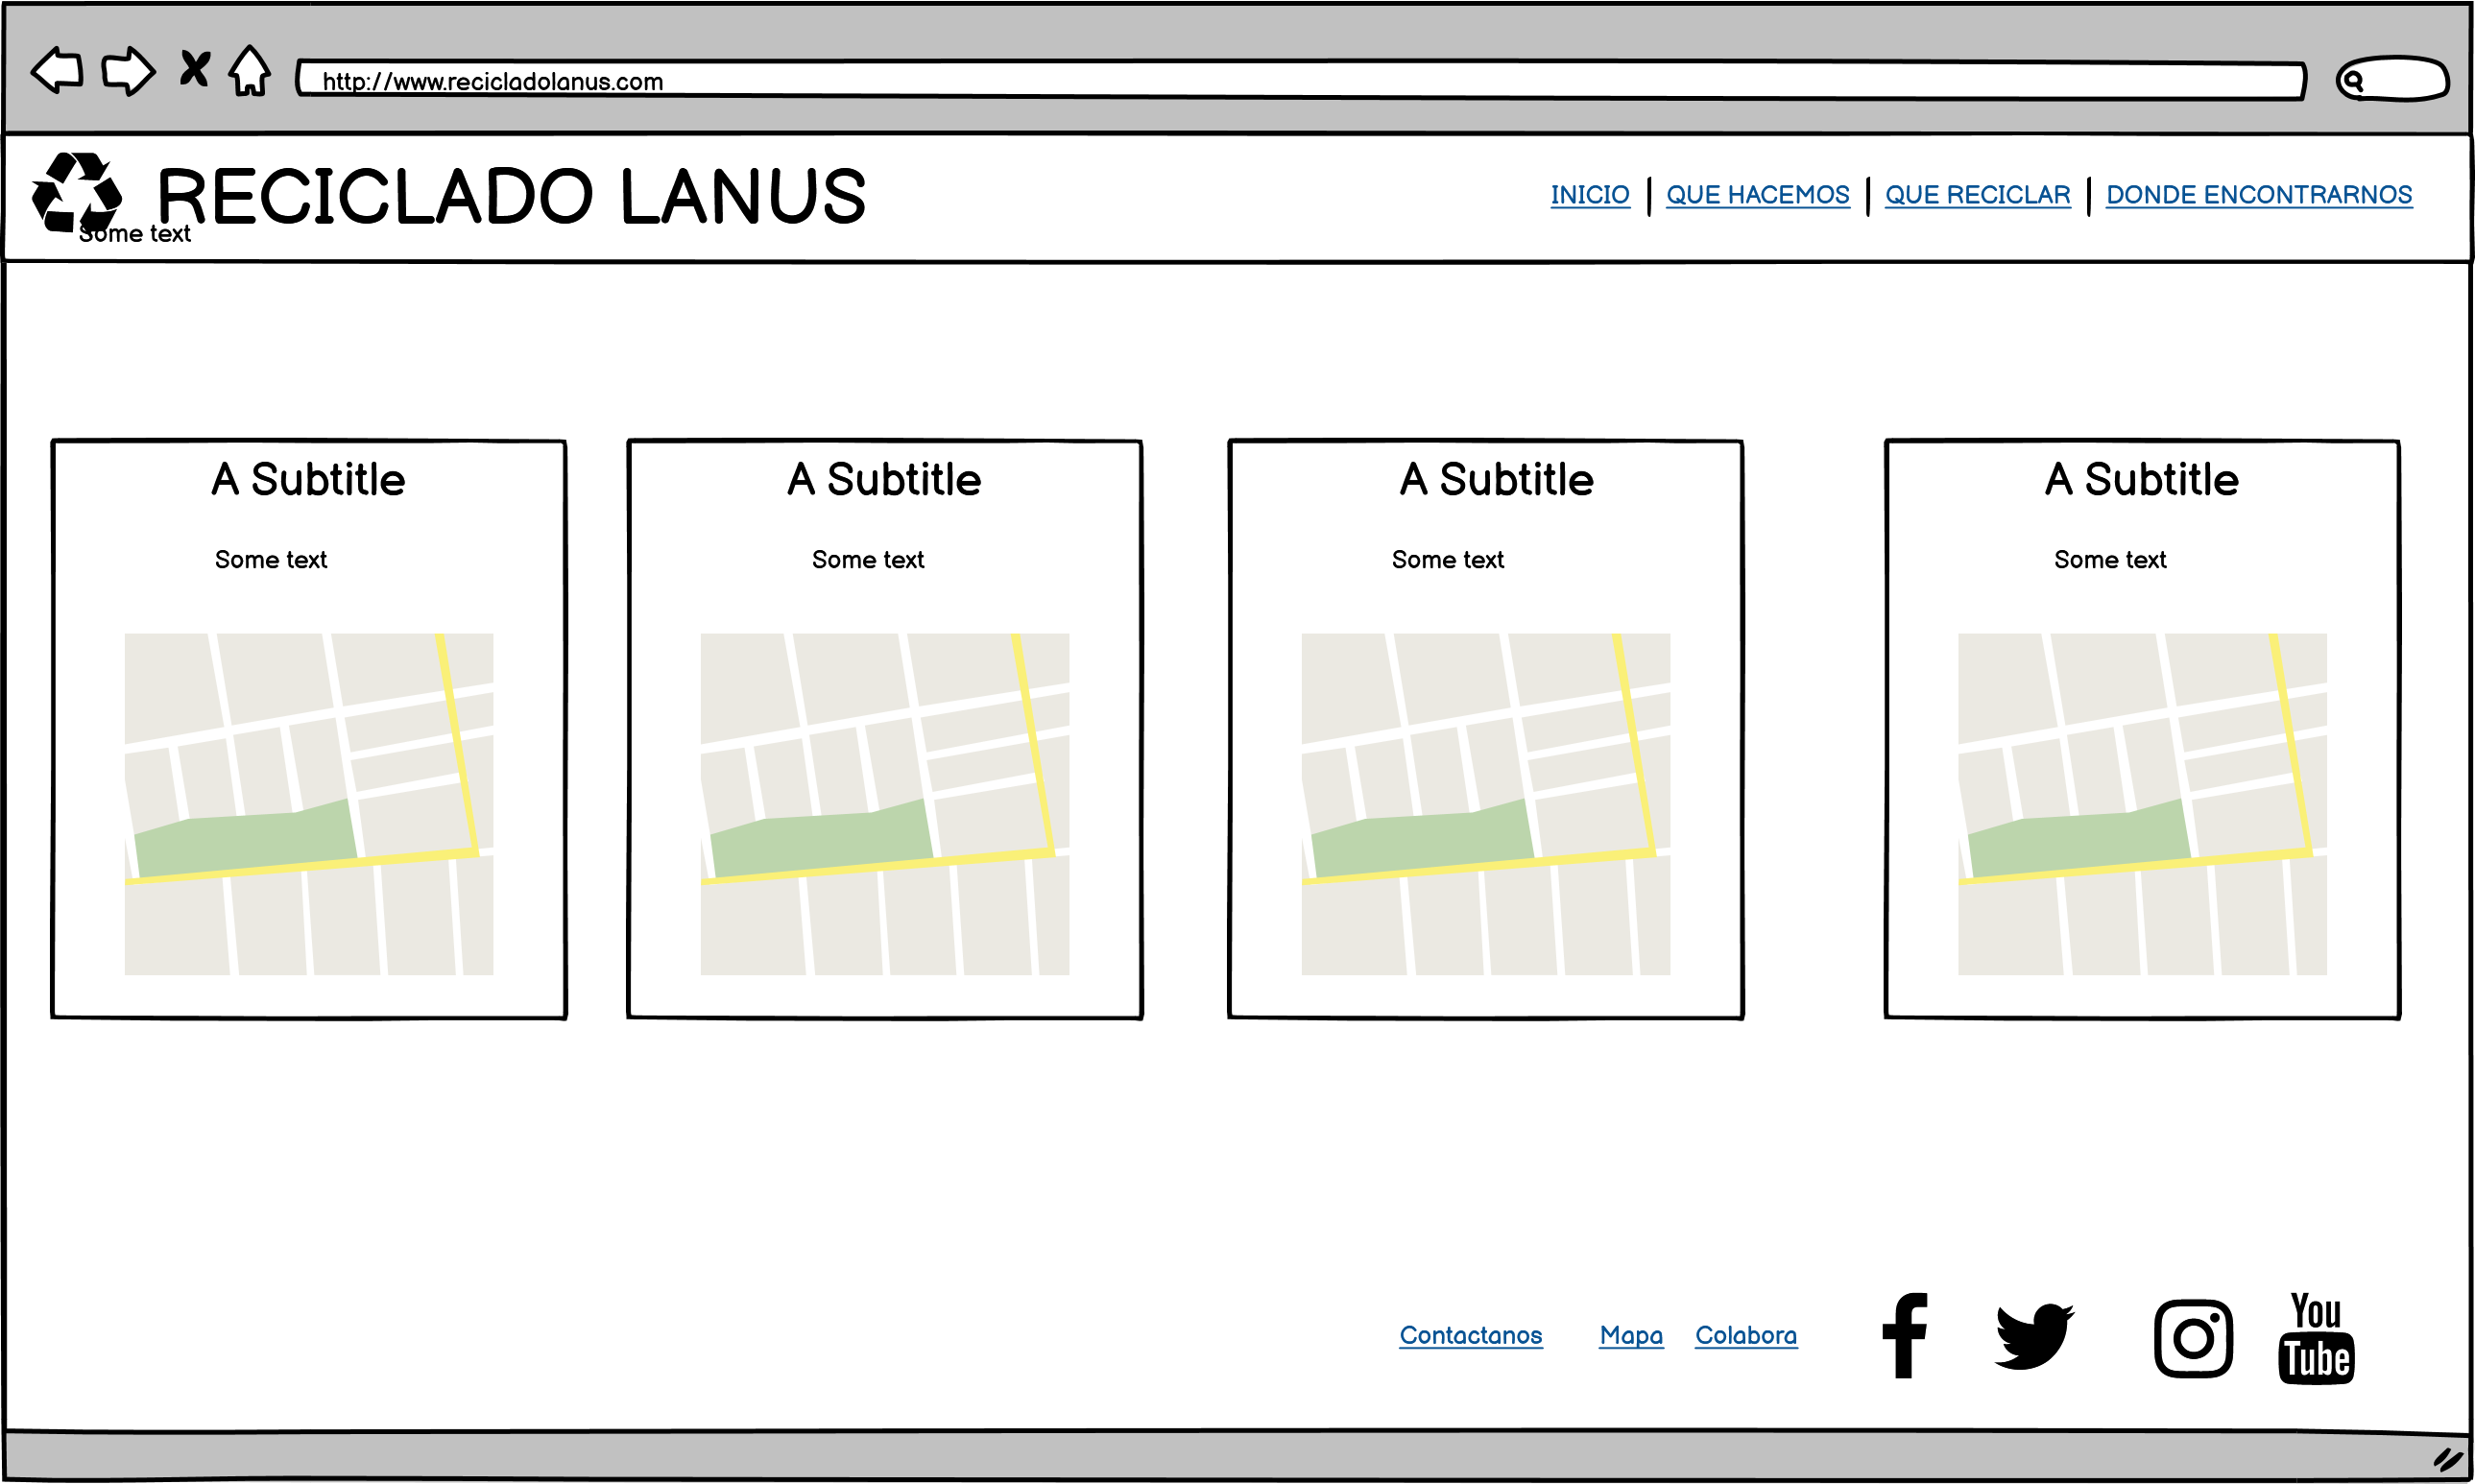 http://www.recicladolanus.com
RECICLADO LANUS
Some text
INICIO | QUE HACEMOS | QUE RECICLAR | DONDE ENCONTRARNOS
A Subtitle
Some text
A Subtitle
Some text
A Subtitle
Some text
A Subtitle
Some text
Contactanos Mapa Colabora
You
Tube